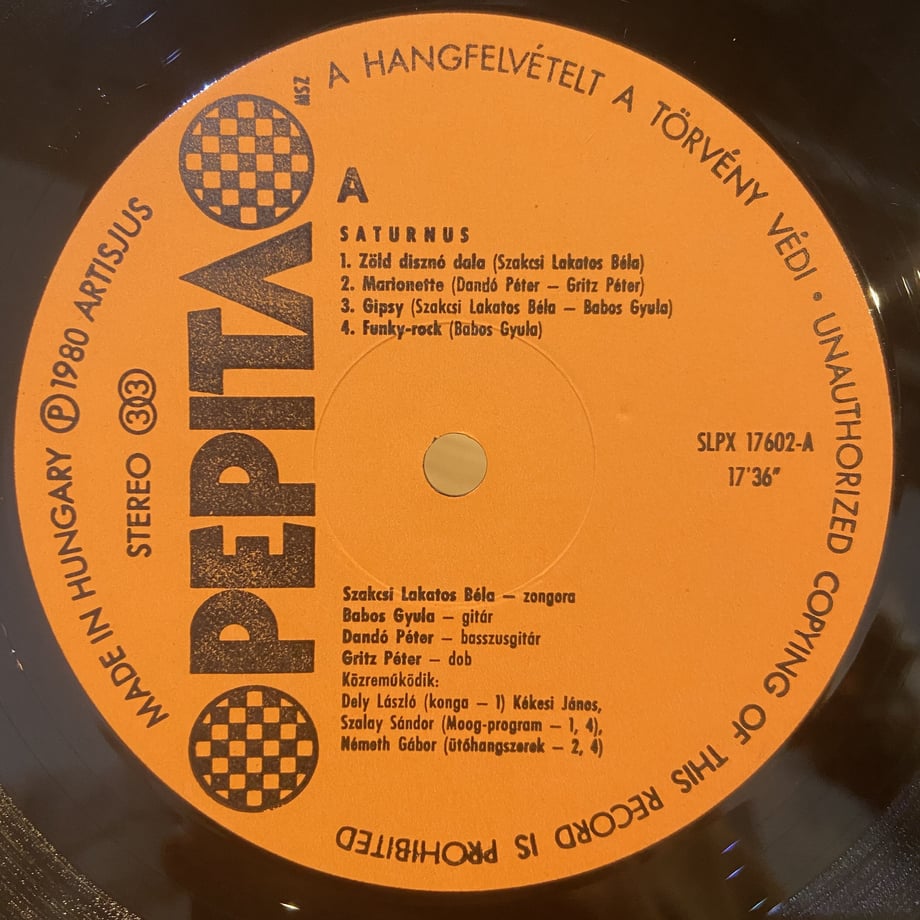 A HANGFELVÉTELT A TÖRVÉNY VÉDI • UNAUTHORIZED COPYING OF THIS RECORD IS PROHIBITED
MADE IN HUNGARY Ⓟ 1980 ARTISJUS
STEREO 33
PEPITA
MSZ
A
SATURNUS
1. Zöld disznó dala (Szakcsi Lakatos Béla)
2. Marionette (Dandó Péter – Gritz Péter)
3. Gipsy (Szakcsi Lakatos Béla – Babos Gyula)
4. Funky-rock (Babos Gyula)
SLPX 17602-A
17'36"
Szakcsi Lakatos Béla – zongora
Babos Gyula – gitár
Dandó Péter – basszusgitár
Gritz Péter – dob
Közreműködik:
Dely László (konga – 1) Kékesi János,
Szalay Sándor (Moog-program – 1, 4),
Németh Gábor (ütőhangszerek – 2, 4)